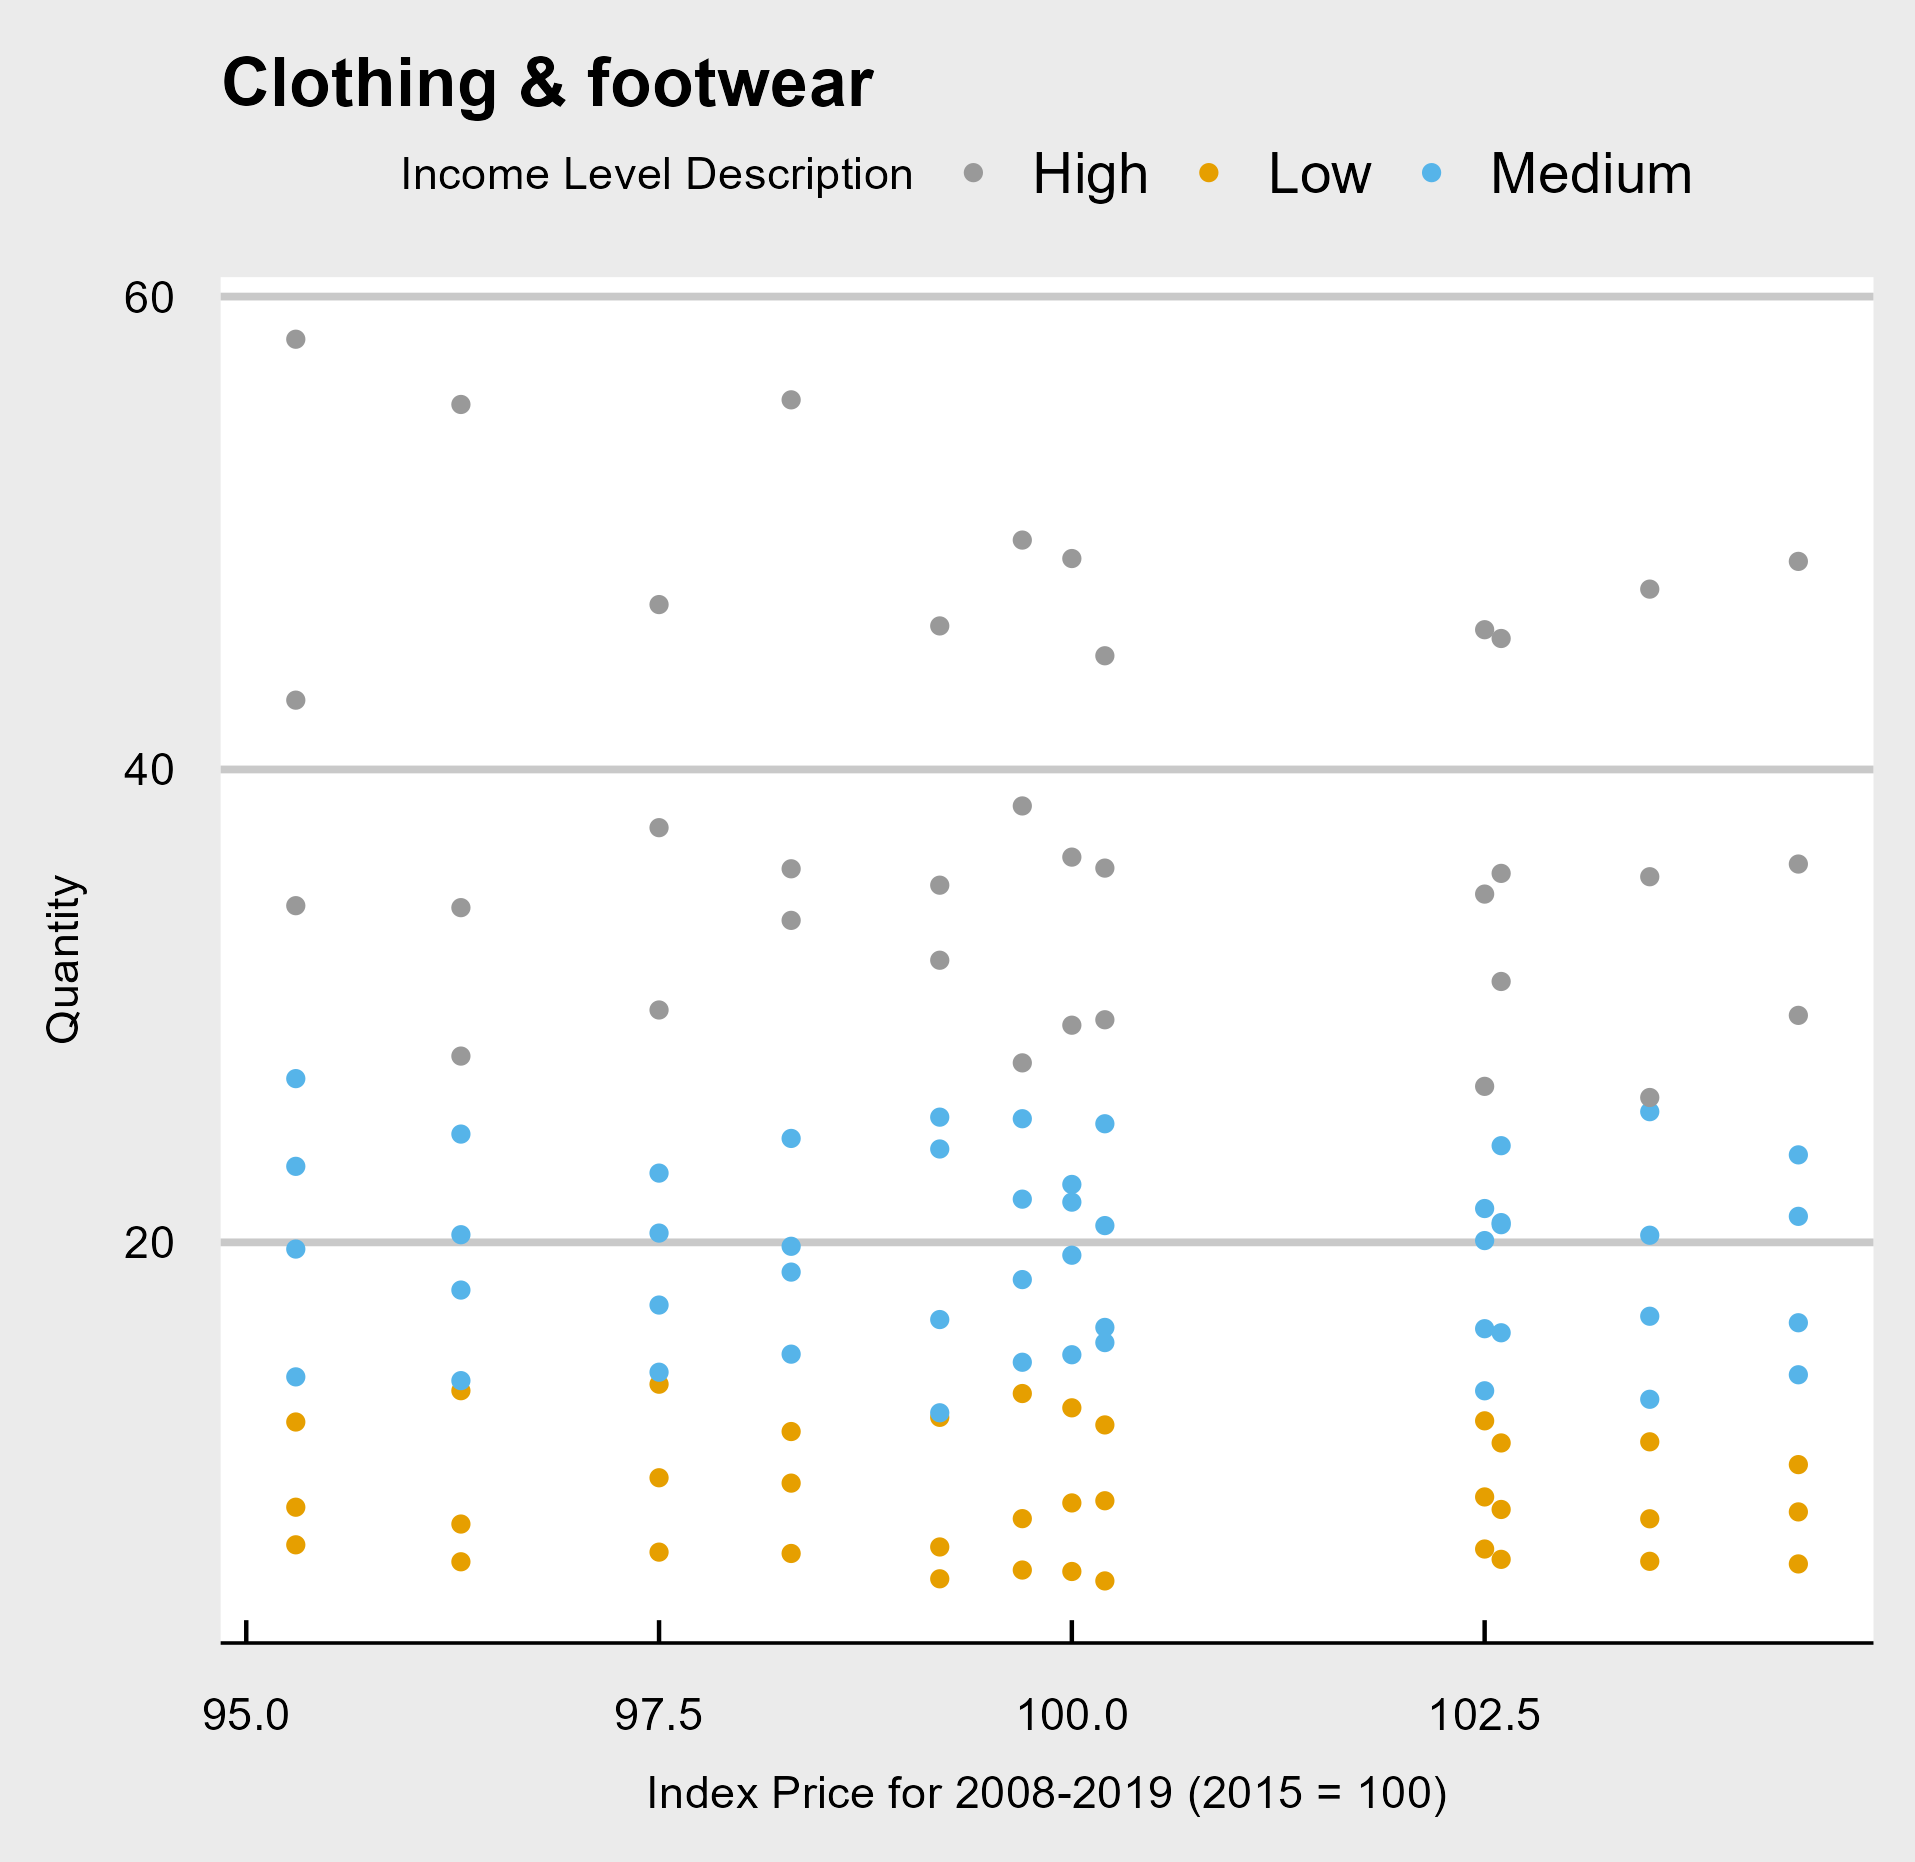 Clothing & footwear
Income Level Description High Low Medium
60
40
20
Quantity
95.0 97.5 100.0 102.5
Index Price for 2008-2019 (2015 = 100)